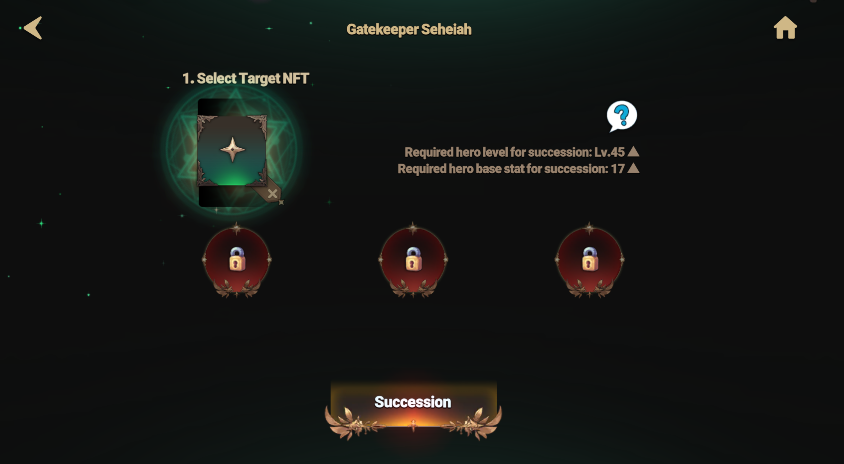 Gatekeeper Seheiah
1. Select Target NFT
?
Required hero level for succession: Lv.45 ▲
Required hero base stat for succession: 17 ▲
Succession